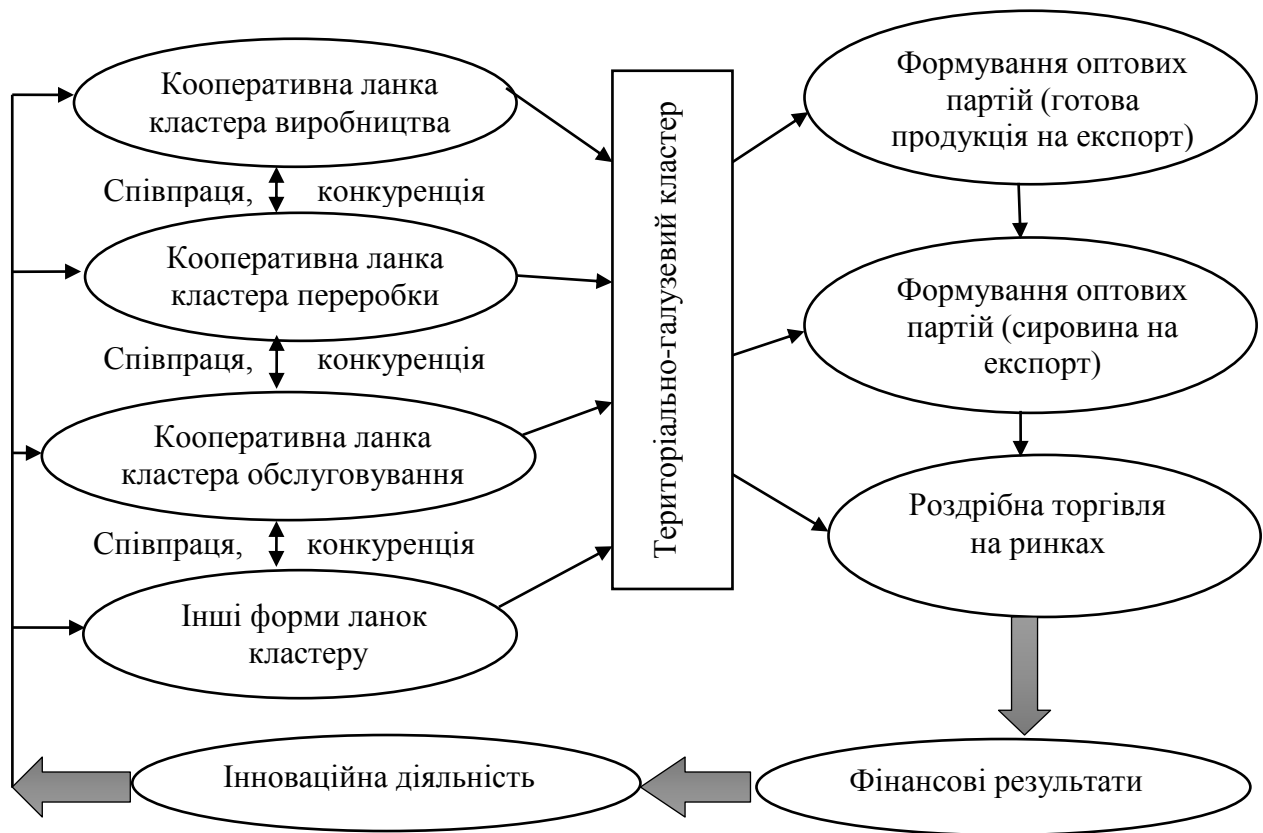 Кооперативна ланка
кластера виробництва
Співпраця, конкуренція
Кооперативна ланка
кластера переробки
Співпраця, конкуренція
Кооперативна ланка
кластера обслуговування
Співпраця, конкуренція
Інші форми ланок
кластеру
Територіально-галузевий кластер
Формування оптових
партій (готова
продукція на експорт)
Формування оптових
партій (сировина на
експорт)
Роздрібна торгівля
на ринках
Інноваційна діяльність
Фінансові результати